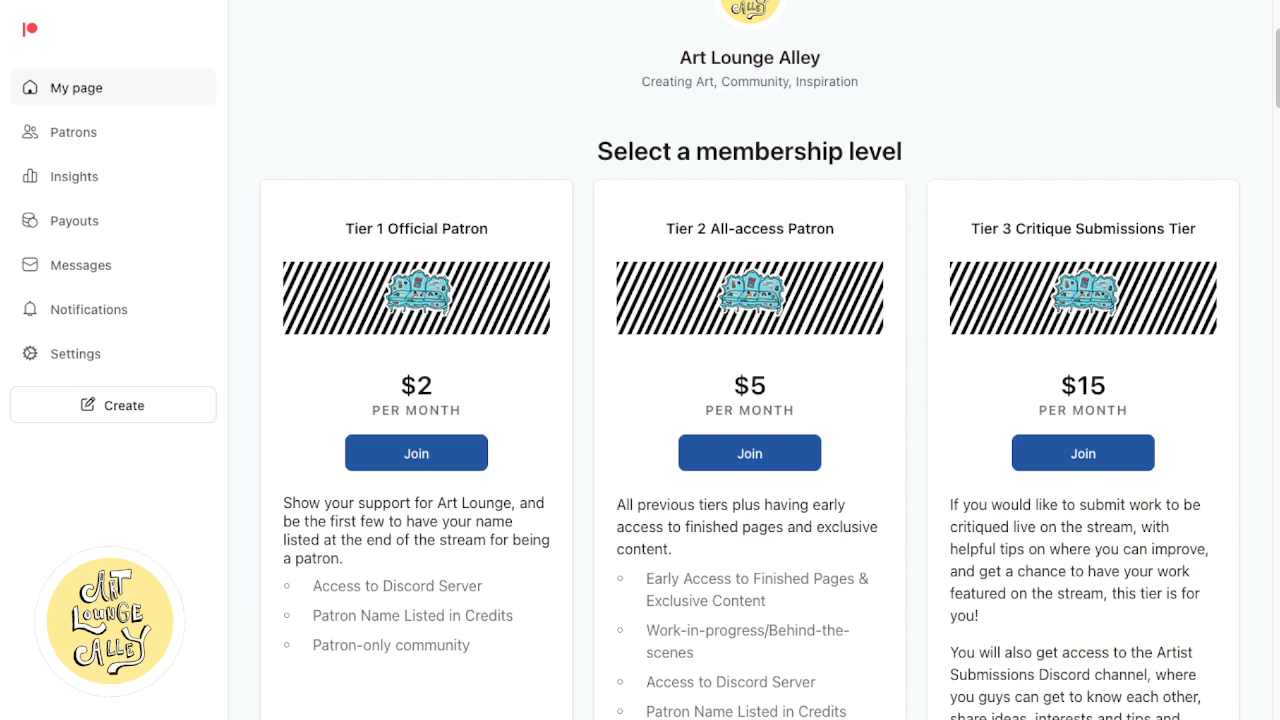 ALLEY
Art Lounge Alley
Creating Art, Community, Inspiration
My page
Patrons
Insights
Payouts
Messages
Notifications
Settings
Create
ART
LOUNGE
ALLEY
Select a membership level
Tier 1 Official Patron
$2
PER MONTH
Join
Show your support for Art Lounge, and
be the first few to have your name
listed at the end of the stream for being
a patron.
Access to Discord Server
Patron Name Listed in Credits
Patron-only community
Tier 2 All-access Patron
$5
PER MONTH
Join
All previous tiers plus having early
access to finished pages and exclusive
content.
Early Access to Finished Pages &
Exclusive Content
Work-in-progress/Behind-the-
scenes
Access to Discord Server
Patron Name Listed in Credits
Tier 3 Critique Submissions Tier
$15
PER MONTH
Join
If you would like to submit work to be
critiqued live on the stream, with
helpful tips on where you can improve,
and get a chance to have your work
featured on the stream, this tier is for
you!
You will also get access to the Artist
Submissions Discord channel, where
you guys can get to know each other,
share ideas, interests and tips and